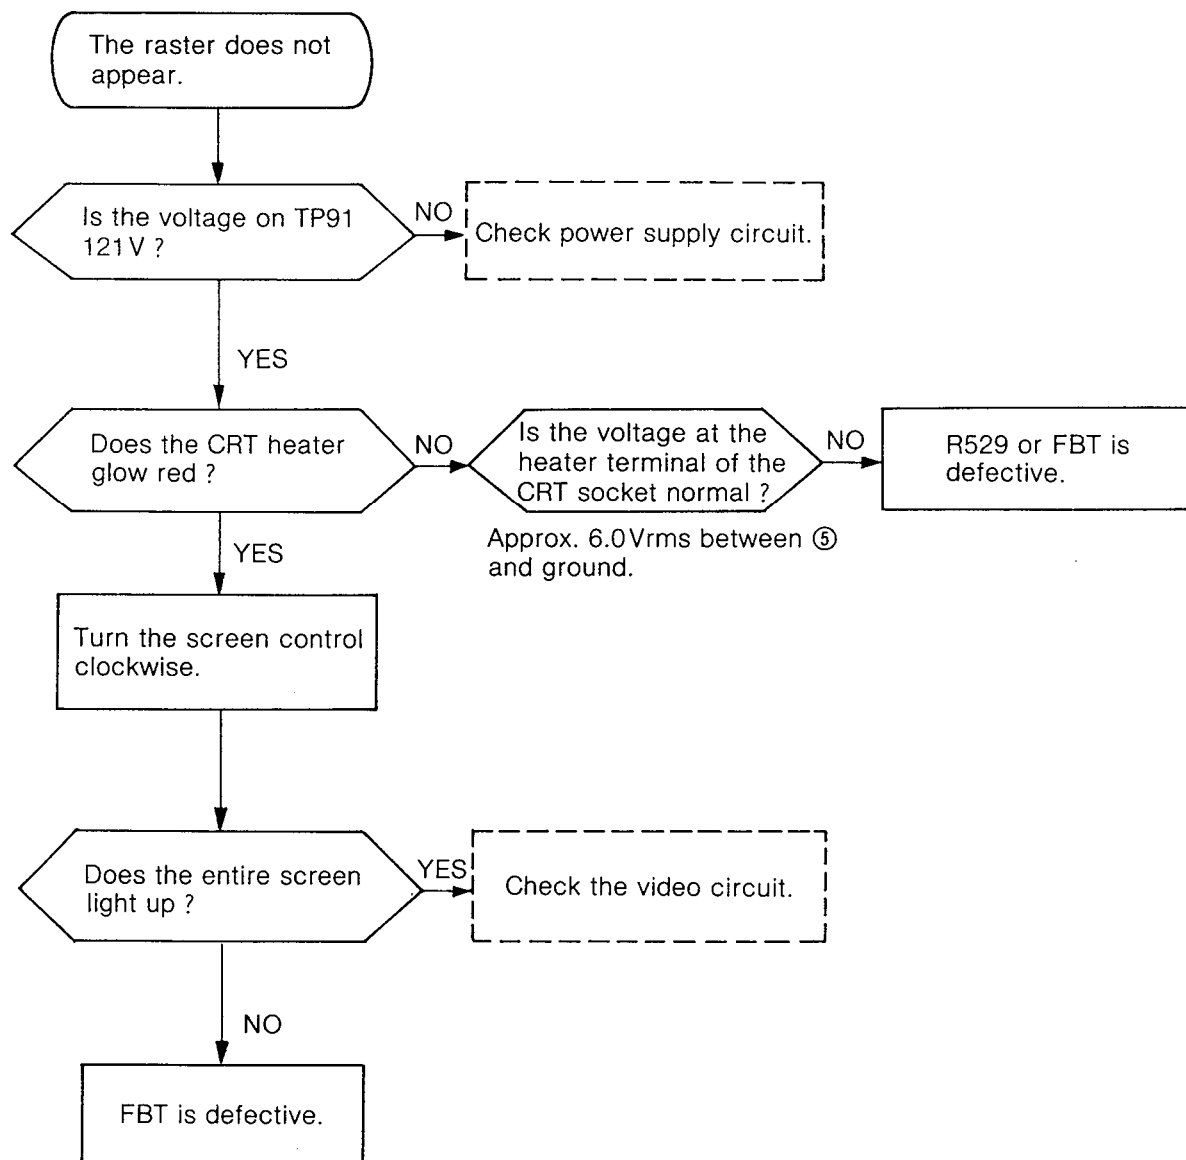 The raster does not
appear.
Is the voltage on TP91
121V ?
NO
Check power supply circuit.
YES
Does the CRT heater
glow red ?
NO
Is the voltage at the
heater terminal of the
CRT socket normal ?
NO
R529 or FBT is
defective.
Approx. 6.0Vrms between ⑤
and ground.
YES
Turn the screen control
clockwise.
Does the entire screen
light up ?
YES
Check the video circuit.
NO
FBT is defective.